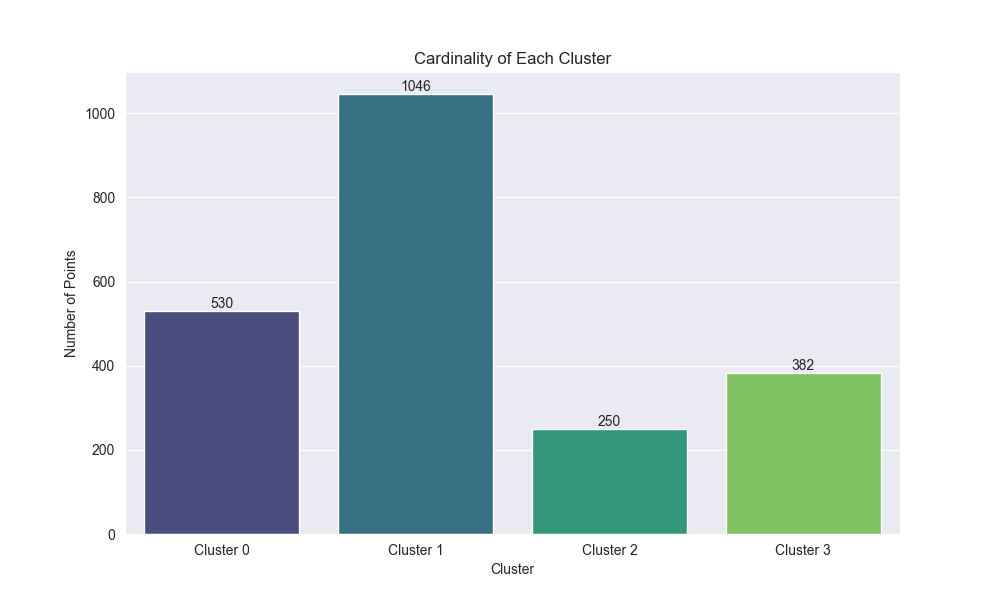 Cardinality of Each Cluster
1046
1000
800
600
530
400
382
250
200
0
Number of Points
Cluster 0
Cluster 1
Cluster 2
Cluster 3
Cluster